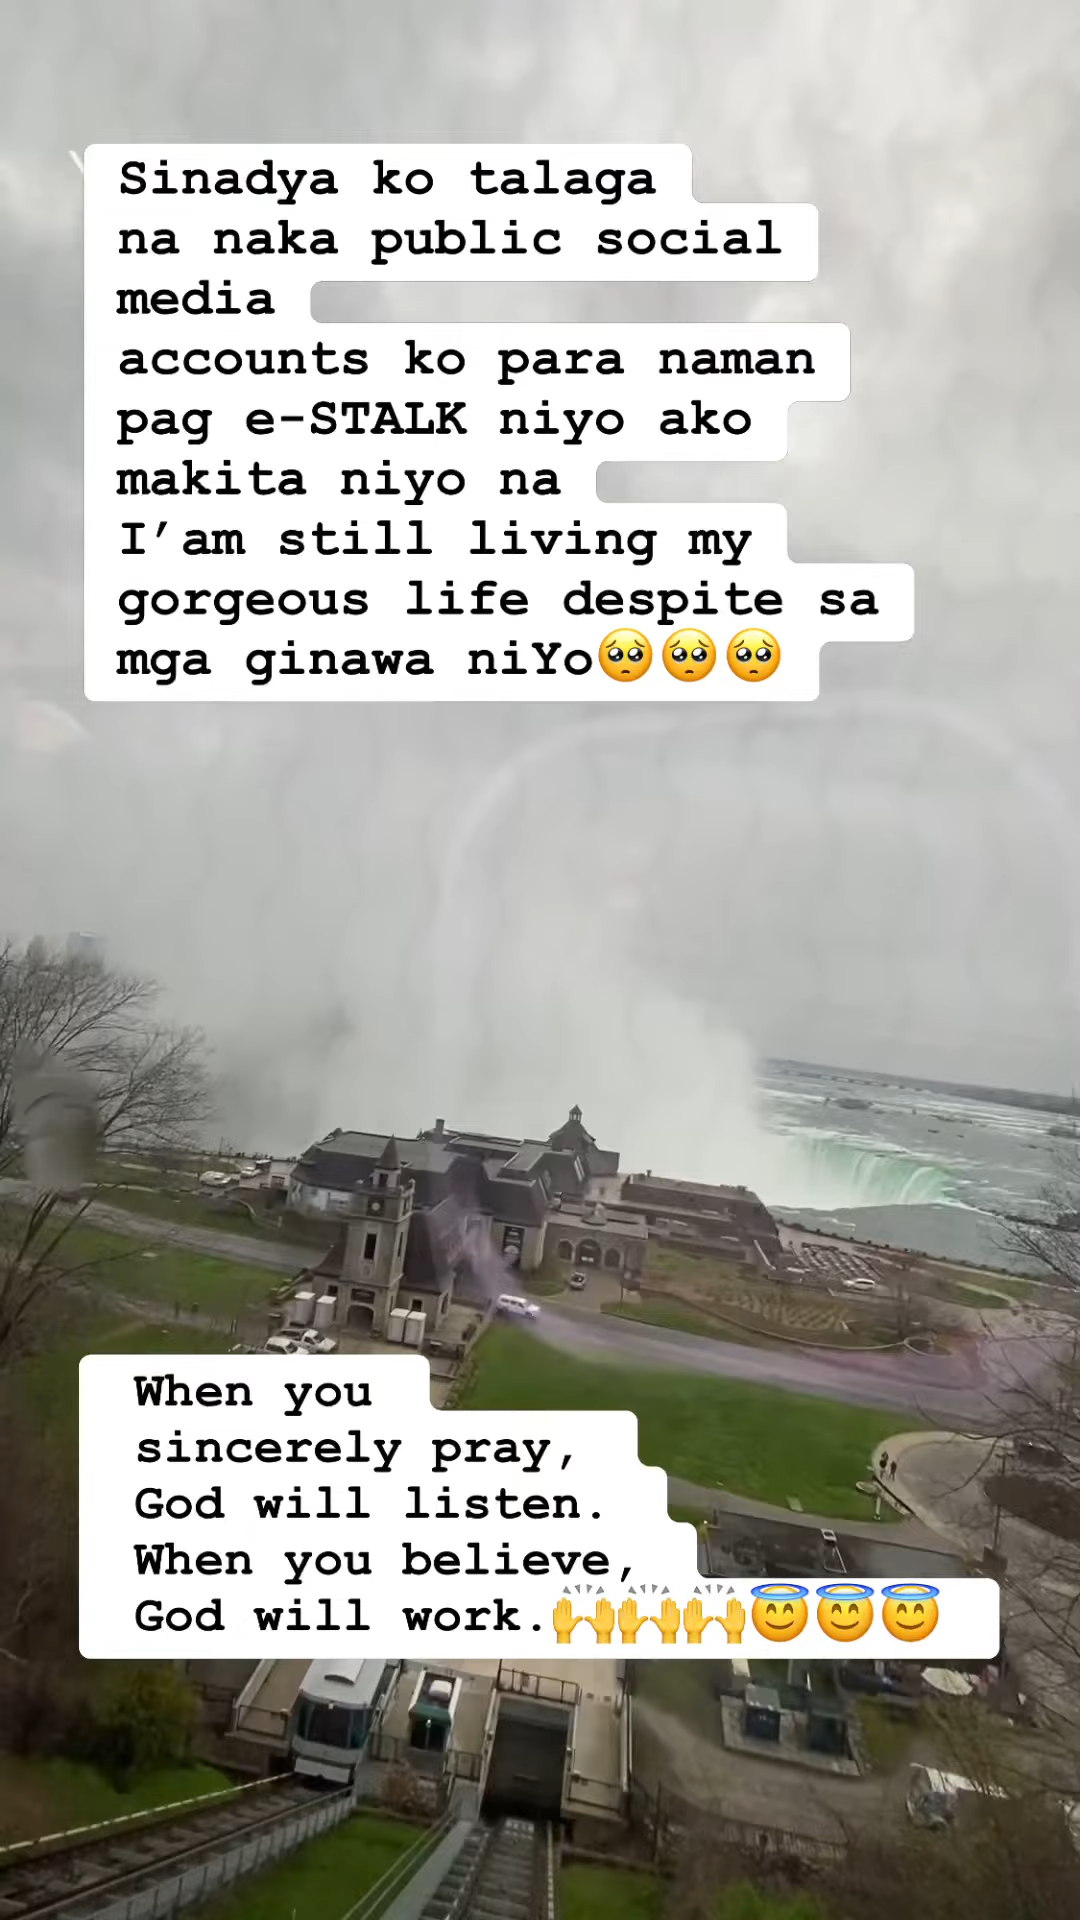 Sinadya ko talaga
na naka public social
media
accounts ko para naman
pag e-STALK niyo ako
makita niyo na
I’am still living my
gorgeous life despite sa
mga ginawa niYo🥺🥺🥺
When you
sincerely pray,
God will listen.
When you believe,
God will work.🙌🙌🙌😇😇😇